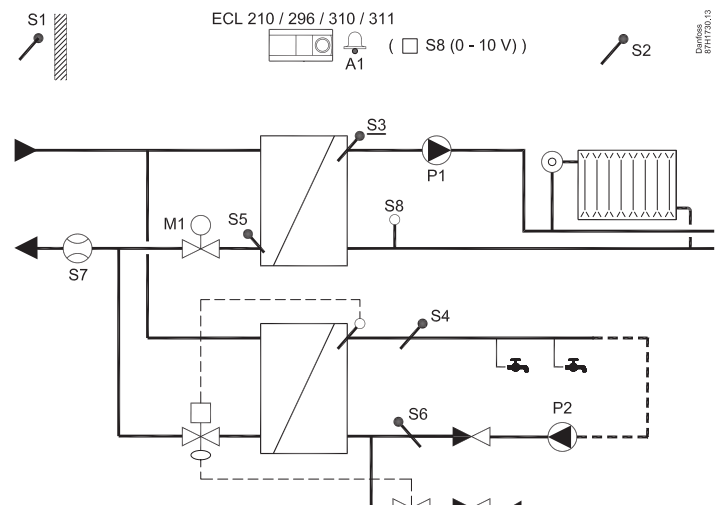 S1
ECL 210 / 296 / 310 / 311
A1
( S8 (0 - 10 V) )
S2
Danfoss
87H1730.13
S3
P1
M1
S5
S8
S7
S4
S6
P2